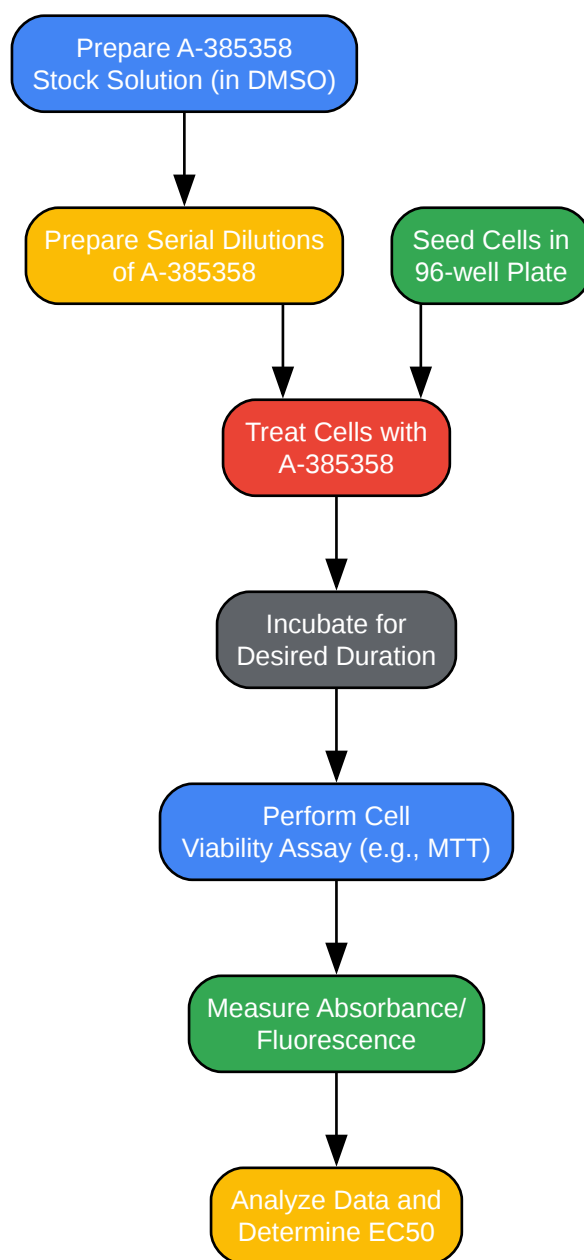 Prepare A-385358
Stock Solution (in DMSO)
Prepare Serial Dilutions
of A-385358
Seed Cells in
96-well Plate
Treat Cells with
A-385358
Incubate for
Desired Duration
Perform Cell
Viability Assay (e.g., MTT)
Measure Absorbance/
Fluorescence
Analyze Data and
Determine EC50